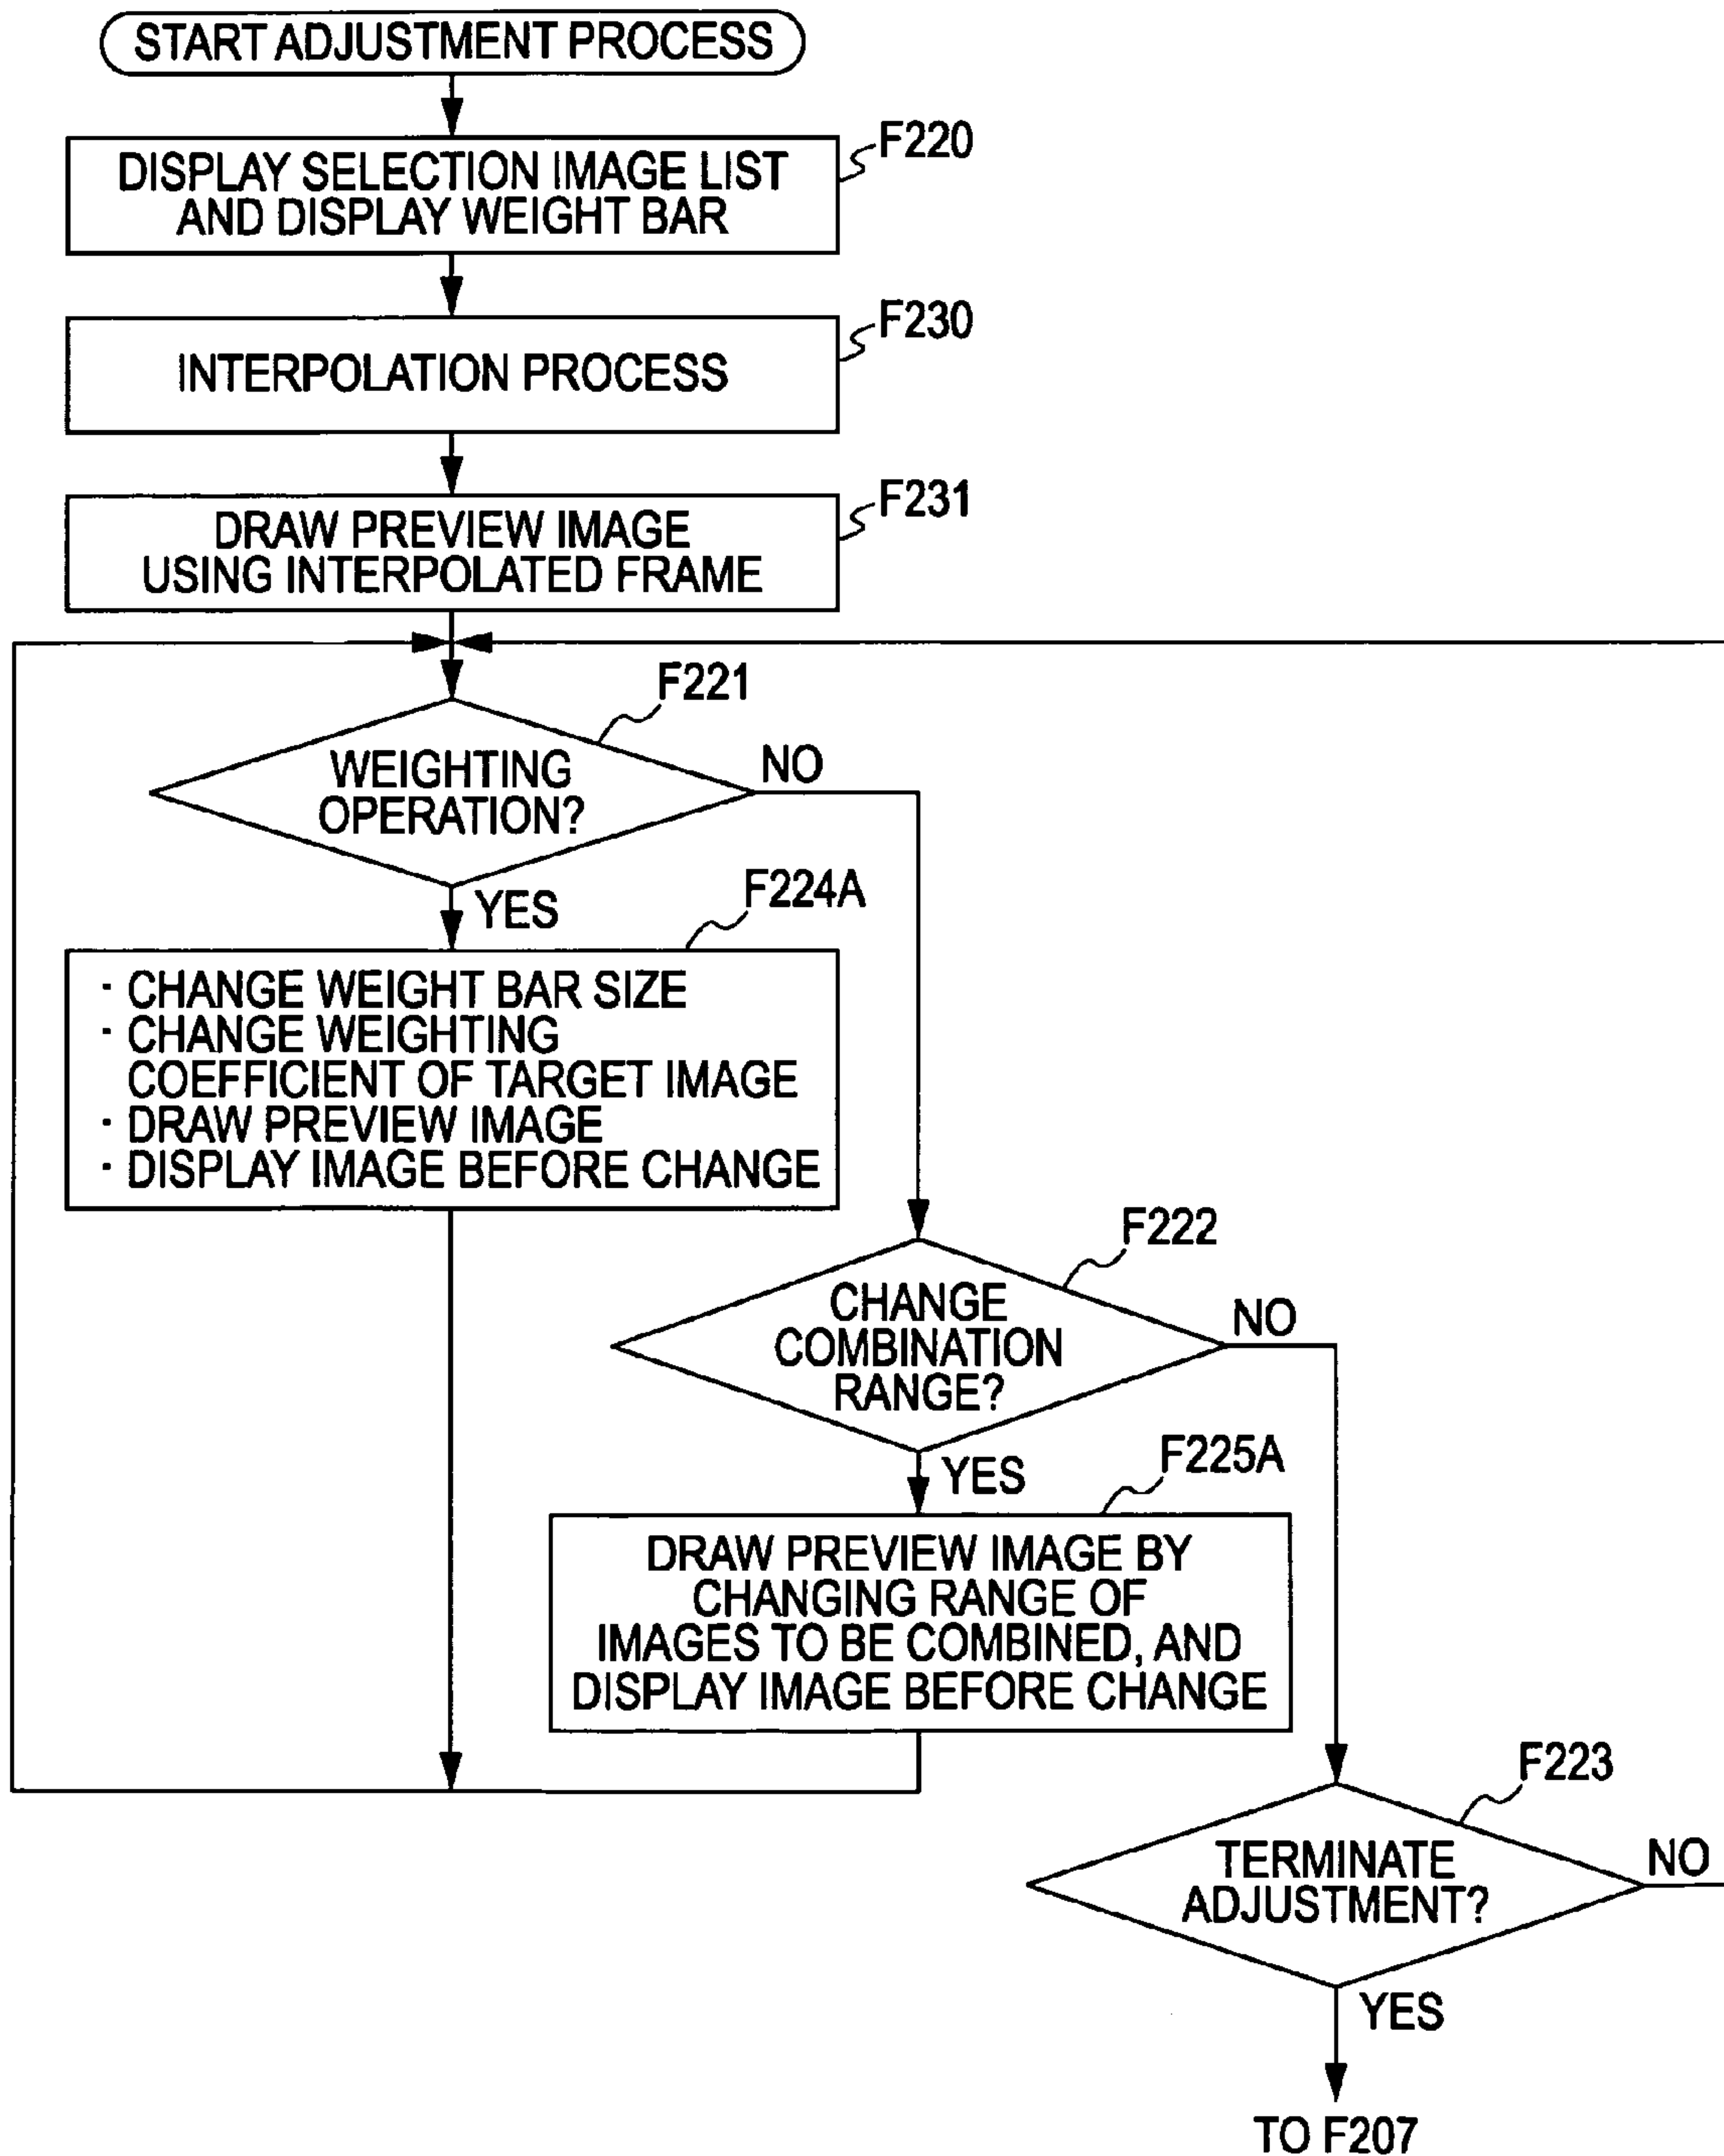 START ADJUSTMENT PROCESS
F220
DISPLAY SELECTION IMAGE LIST
AND DISPLAY WEIGHT BAR
F230
INTERPOLATION PROCESS
F231
DRAW PREVIEW IMAGE
USING INTERPOLATED FRAME
F221
WEIGHTING
OPERATION?
NO
YES
F224A
· CHANGE WEIGHT BAR SIZE
· CHANGE WEIGHTING
COEFFICIENT OF TARGET IMAGE
· DRAW PREVIEW IMAGE
· DISPLAY IMAGE BEFORE CHANGE
F222
CHANGE
COMBINATION
RANGE?
NO
YES
F225A
DRAW PREVIEW IMAGE BY
CHANGING RANGE OF
IMAGES TO BE COMBINED, AND
DISPLAY IMAGE BEFORE CHANGE
F223
TERMINATE
ADJUSTMENT?
NO
YES
TO F207